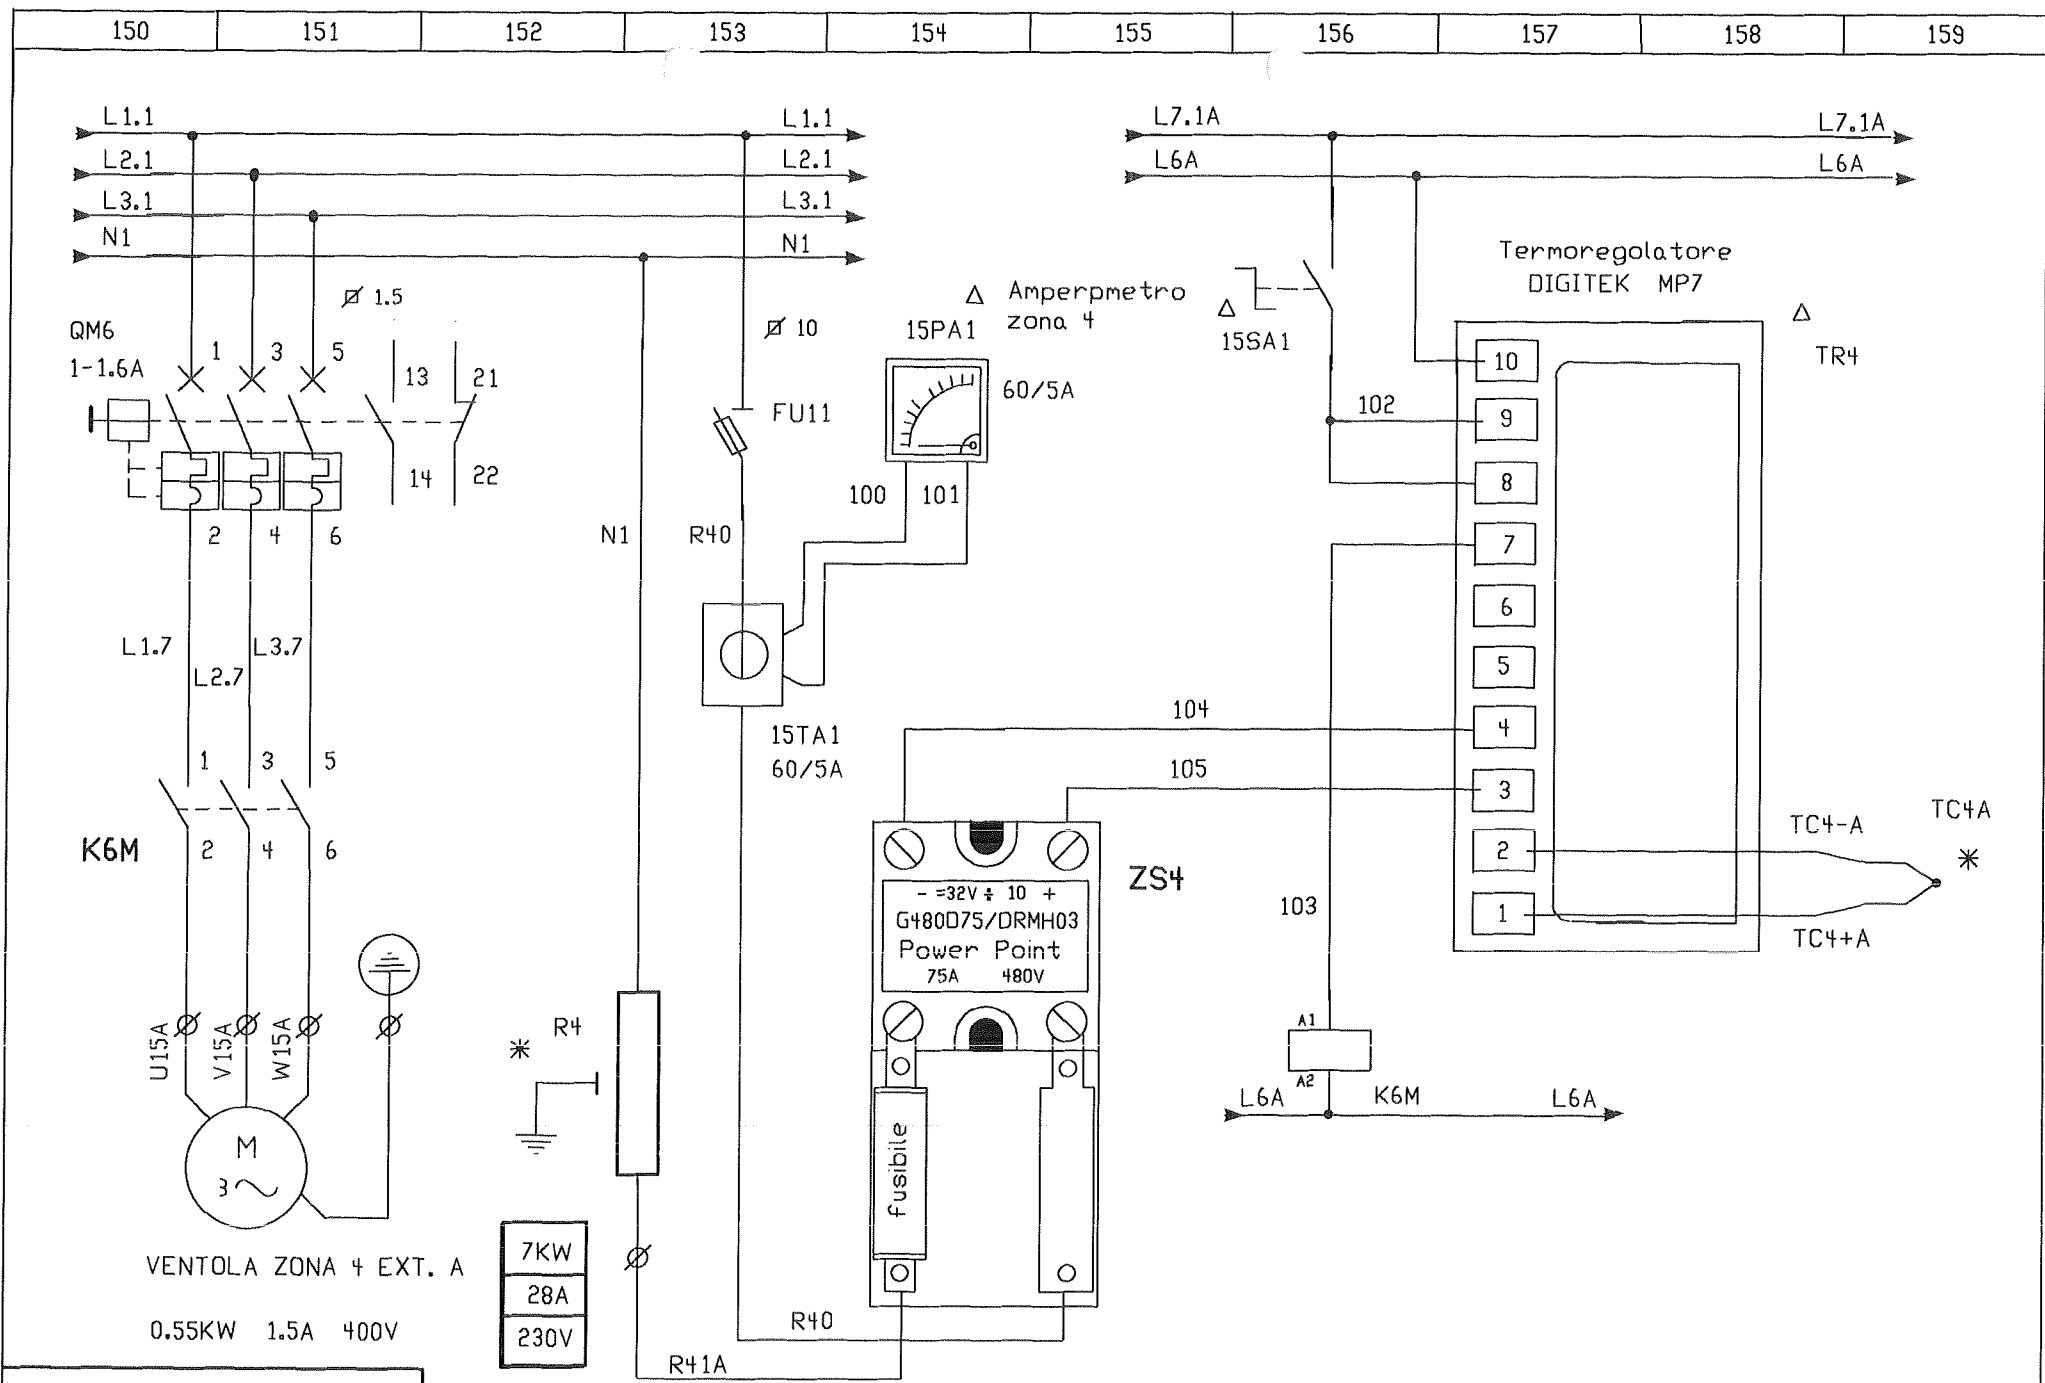 150 151 152 153 154 155 156 157 158 159
L1.1 L1.1 L7.1A L7.1A
L2.1 L2.1 L6A L6A
L3.1 L3.1
N1 N1
Termoregolatore
DIGITEK MP7
1.5
Amperpmetro
zona 4
QM6
1-1.6A
1 3 5
13 21
14 22
2 4 6
10
15PA1
60/5A
FU11
100 101
15SA1
TR4
102
10
9
8
7
6
5
4
3
2
1
N1 R40
L1.7 L2.7 L3.7
15TA1
60/5A
104
105
1 3 5
K6M
2 4 6
TC4-A
TC4A
*
TC4+A
ZS4
- =32V ÷ 10 +
G480D75/DRMH03
Power Point
75A 480V
103
U15A V15A W15A
* R4
A1
A2
L6A K6M L6A
M
3
fusibile
VENTOLA ZONA 4 EXT. A
0.55KW 1.5A 400V
7KW
28A
230V
R40
R41A